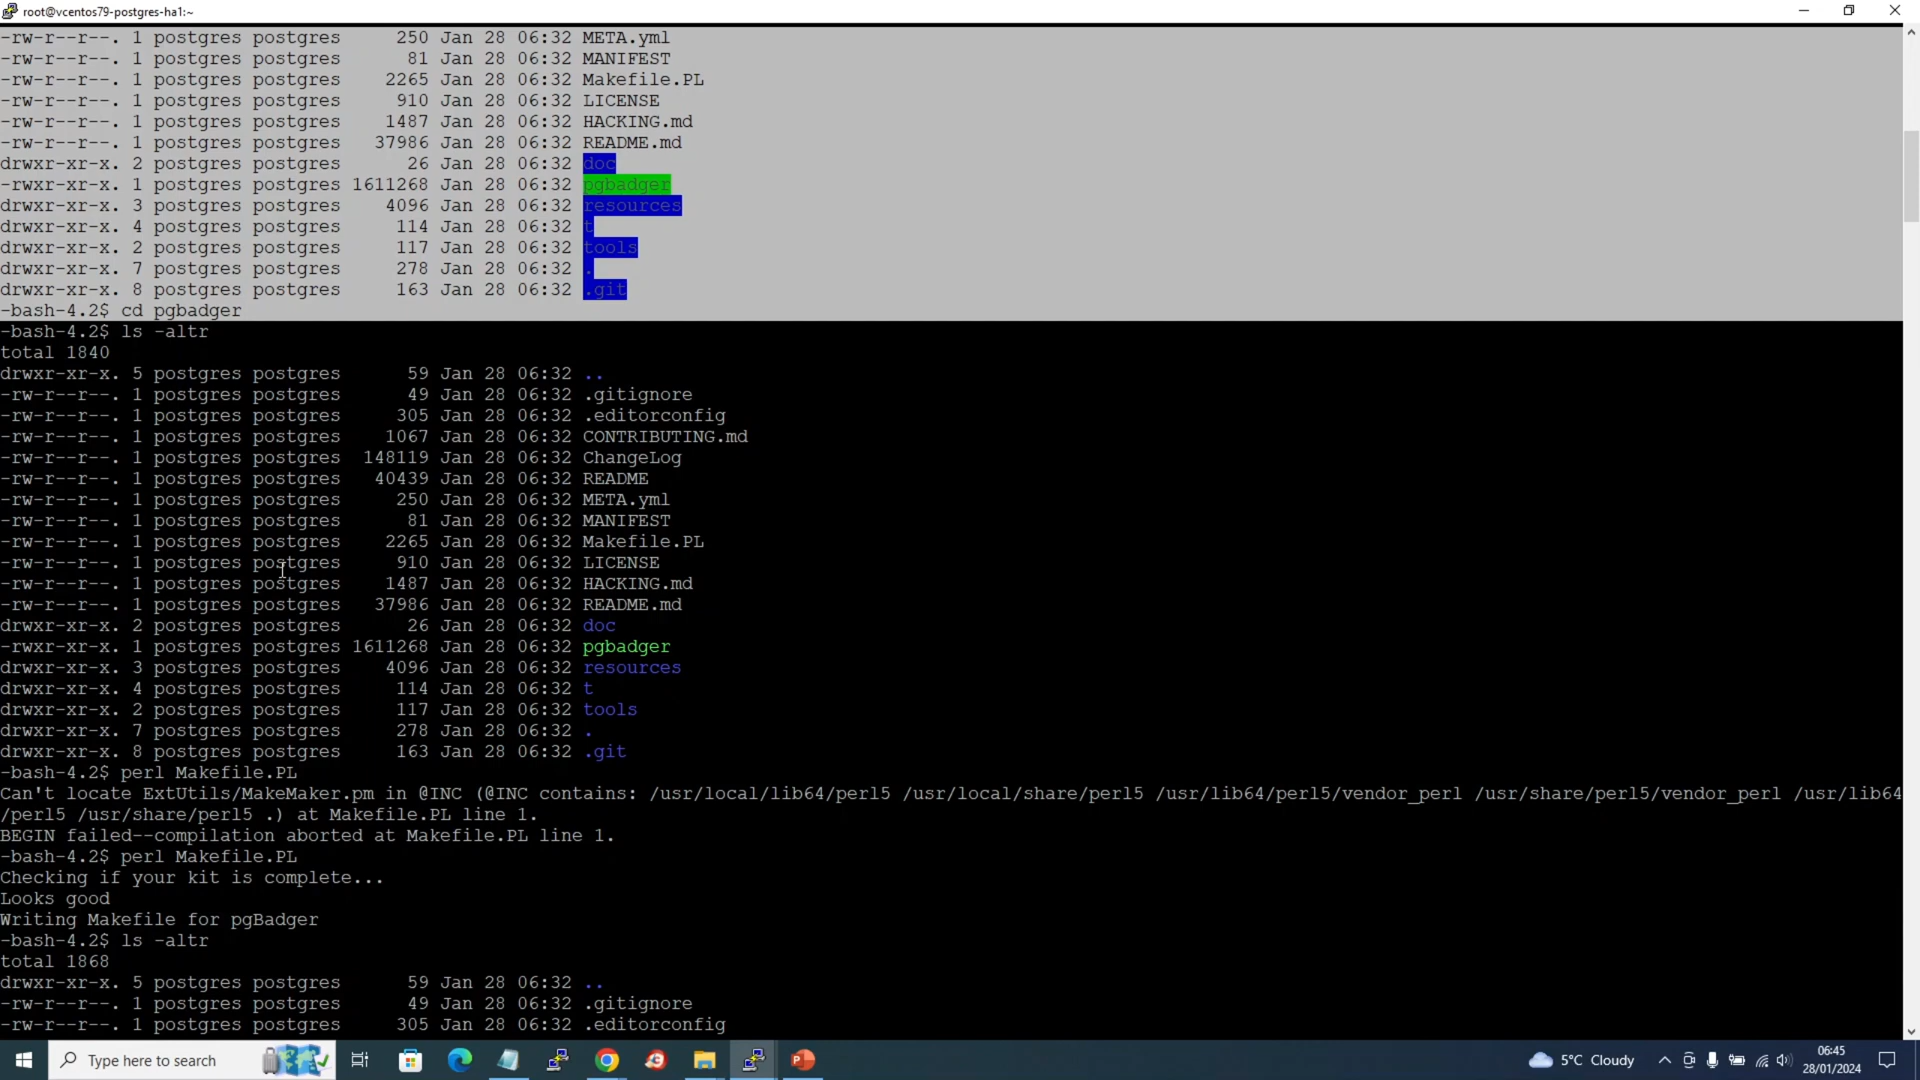 root@vcentos79-postgres-ha1:~
-rw-r--r--. 1 postgres postgres     250 Jan 28 06:32 META.yml
-rw-r--r--. 1 postgres postgres      81 Jan 28 06:32 MANIFEST
-rw-r--r--. 1 postgres postgres    2265 Jan 28 06:32 Makefile.PL
-rw-r--r--. 1 postgres postgres     910 Jan 28 06:32 LICENSE
-rw-r--r--. 1 postgres postgres    1487 Jan 28 06:32 HACKING.md
-rw-r--r--. 1 postgres postgres   37986 Jan 28 06:32 README.md
drwxr-xr-x. 2 postgres postgres      26 Jan 28 06:32 doc
-rwxr-xr-x. 1 postgres postgres 1611268 Jan 28 06:32 pgbadger
drwxr-xr-x. 3 postgres postgres    4096 Jan 28 06:32 resources
drwxr-xr-x. 4 postgres postgres     114 Jan 28 06:32 t
drwxr-xr-x. 2 postgres postgres     117 Jan 28 06:32 tools
drwxr-xr-x. 7 postgres postgres     278 Jan 28 06:32 .
drwxr-xr-x. 8 postgres postgres     163 Jan 28 06:32 .git
-bash-4.2$ cd pgbadger
-bash-4.2$ ls -altr
total 1840
drwxr-xr-x. 5 postgres postgres      59 Jan 28 06:32 ..
-rw-r--r--. 1 postgres postgres      49 Jan 28 06:32 .gitignore
-rw-r--r--. 1 postgres postgres     305 Jan 28 06:32 .editorconfig
-rw-r--r--. 1 postgres postgres    1067 Jan 28 06:32 CONTRIBUTING.md
-rw-r--r--. 1 postgres postgres  148119 Jan 28 06:32 ChangeLog
-rw-r--r--. 1 postgres postgres   40439 Jan 28 06:32 README
-rw-r--r--. 1 postgres postgres     250 Jan 28 06:32 META.yml
-rw-r--r--. 1 postgres postgres      81 Jan 28 06:32 MANIFEST
-rw-r--r--. 1 postgres postgres    2265 Jan 28 06:32 Makefile.PL
-rw-r--r--. 1 postgres postgres     910 Jan 28 06:32 LICENSE
-rw-r--r--. 1 postgres postgres    1487 Jan 28 06:32 HACKING.md
-rw-r--r--. 1 postgres postgres   37986 Jan 28 06:32 README.md
drwxr-xr-x. 2 postgres postgres      26 Jan 28 06:32 doc
-rwxr-xr-x. 1 postgres postgres 1611268 Jan 28 06:32 pgbadger
drwxr-xr-x. 3 postgres postgres    4096 Jan 28 06:32 resources
drwxr-xr-x. 4 postgres postgres     114 Jan 28 06:32 t
drwxr-xr-x. 2 postgres postgres     117 Jan 28 06:32 tools
drwxr-xr-x. 7 postgres postgres     278 Jan 28 06:32 .
drwxr-xr-x. 8 postgres postgres     163 Jan 28 06:32 .git
-bash-4.2$ perl Makefile.PL
Can't locate ExtUtils/MakeMaker.pm in @INC (@INC contains: /usr/local/lib64/perl5 /usr/local/share/perl5 /usr/lib64/perl5/vendor_perl /usr/share/perl5/vendor_perl /usr/lib64
/perl5 /usr/share/perl5 .) at Makefile.PL line 1.
BEGIN failed--compilation aborted at Makefile.PL line 1.
-bash-4.2$ perl Makefile.PL
Checking if your kit is complete...
Looks good
Writing Makefile for pgBadger
-bash-4.2$ ls -altr
total 1868
drwxr-xr-x. 5 postgres postgres      59 Jan 28 06:32 ..
-rw-r--r--. 1 postgres postgres      49 Jan 28 06:32 .gitignore
-rw-r--r--. 1 postgres postgres     305 Jan 28 06:32 .editorconfig
Type here to search
5°C Cloudy
06:45
28/01/2024